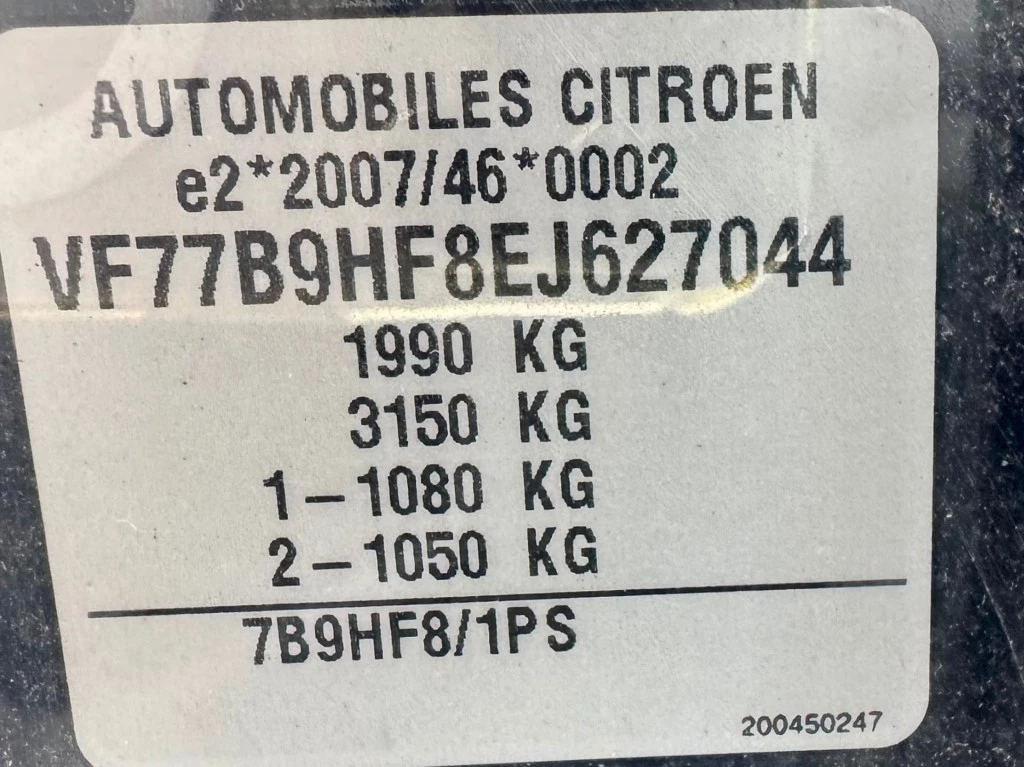 AUTOMOBILES CITROEN
e2*2007/46*0002
VF77B9HF8EJ627044
1990 KG
3150 KG
1-1080 KG
2-1050 KG
7B9HF8/1PS
200450247